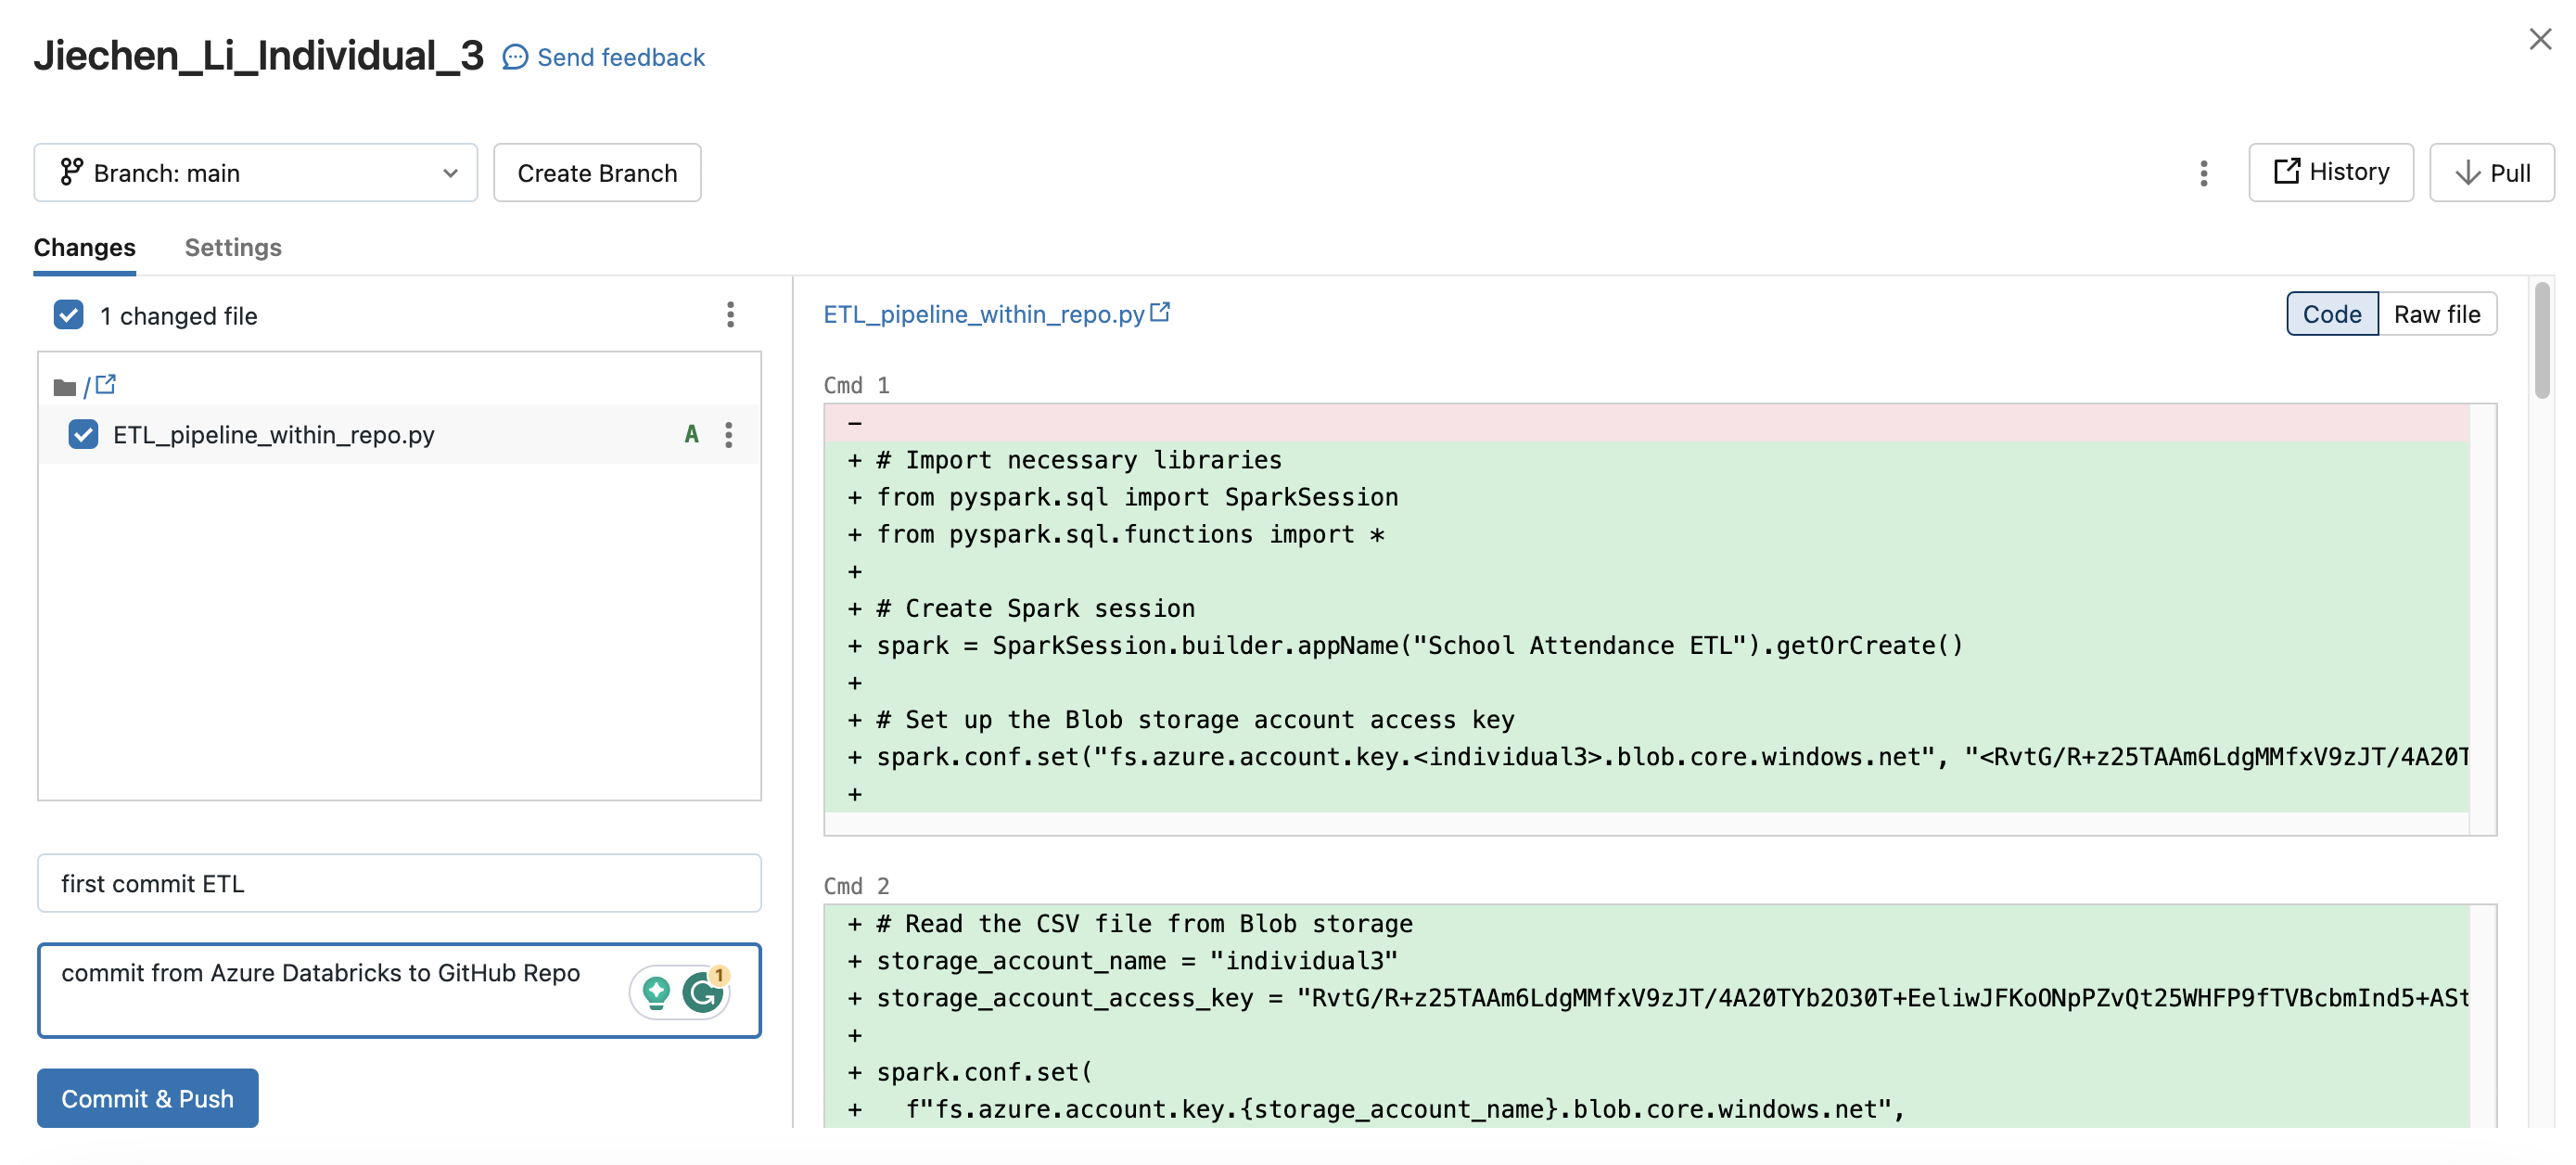 Jiechen_Li_Individual_3 Send feedback
Branch: main Create Branch History Pull
Changes Settings
1 changed file
/
ETL_pipeline_within_repo.py A
first commit ETL
commit from Azure Databricks to GitHub Repo
1
Commit & Push
ETL_pipeline_within_repo.py Code Raw file
Cmd 1
-
+ # Import necessary libraries
+ from pyspark.sql import SparkSession
+ from pyspark.sql.functions import *
+
+ # Create Spark session
+ spark = SparkSession.builder.appName("School Attendance ETL").getOrCreate()
+
+ # Set up the Blob storage account access key
+ spark.conf.set("fs.azure.account.key.<individual3>.blob.core.windows.net", "<RvtG/R+z25TAAm6LdgMMfxV9zJT/4A20T
+
Cmd 2
+ # Read the CSV file from Blob storage
+ storage_account_name = "individual3"
+ storage_account_access_key = "RvtG/R+z25TAAm6LdgMMfxV9zJT/4A20TYb2O30T+EeliwJFKoONpPZvQt25WHFP9fTVBcbmInd5+ASt
+
+ spark.conf.set(
+   f"fs.azure.account.key.{storage_account_name}.blob.core.windows.net",